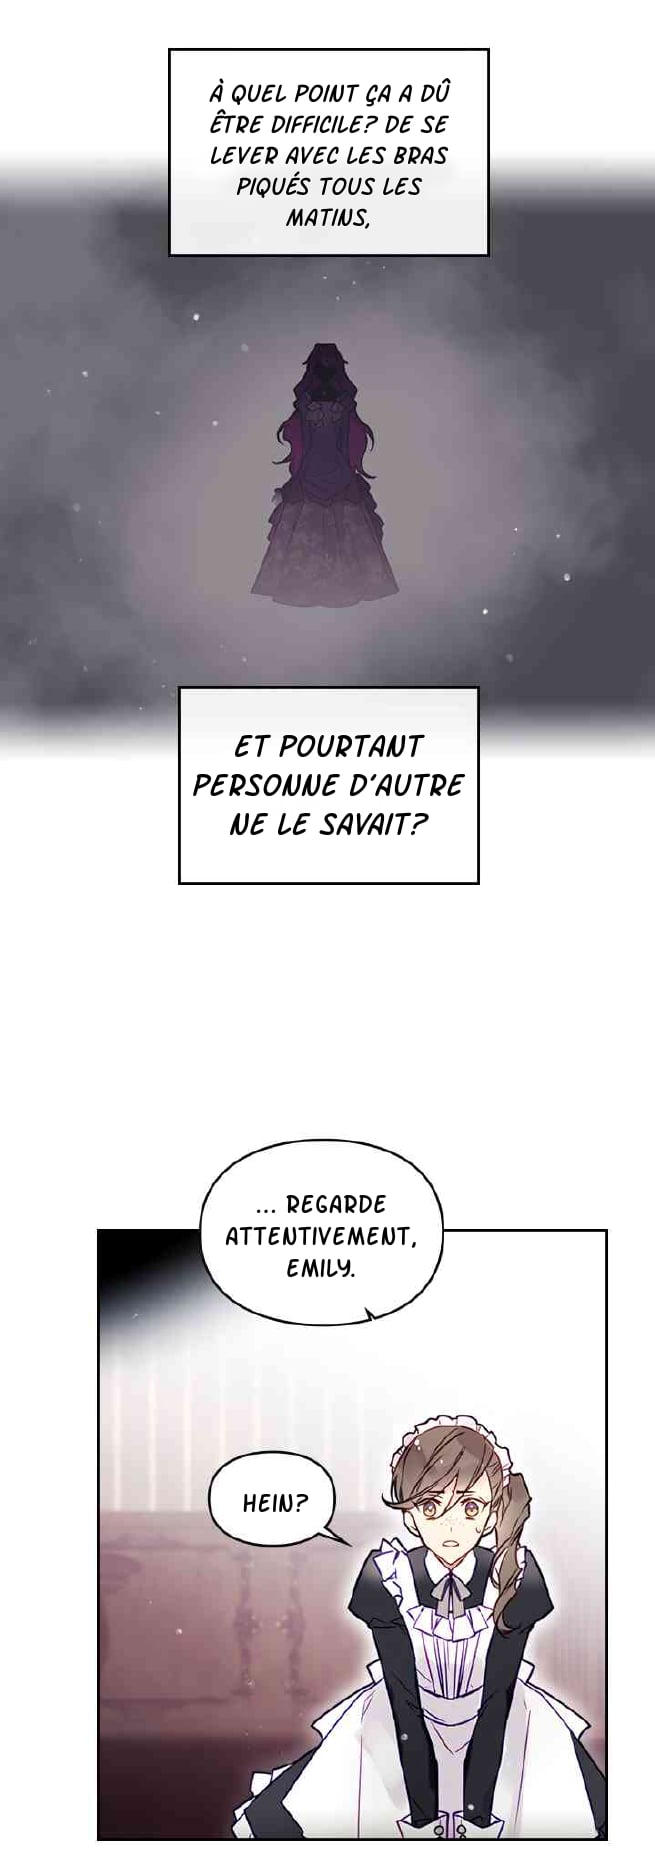 À QUEL POINT ÇA A DÛ
ÊTRE DIFFICILE? DE SE
LEVER AVEC LES BRAS
PIQUÉS TOUS LES
MATINS,
ET POURTANT
PERSONNE D'AUTRE
NE LE SAVAIT?
... REGARDE
ATTENTIVEMENT,
EMILY.
HEIN?